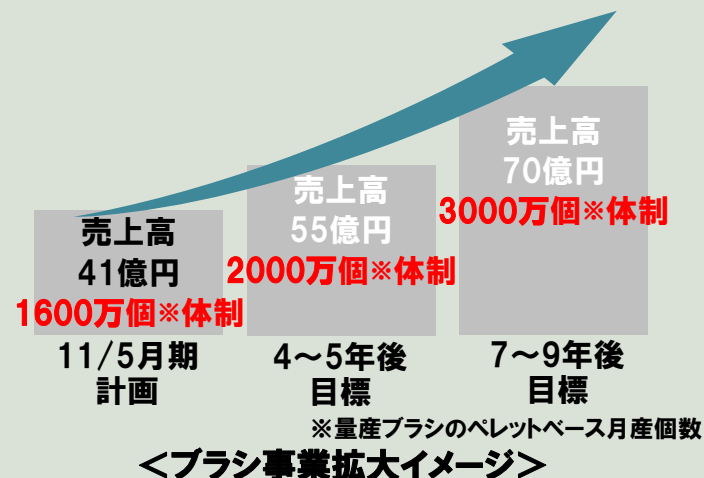 売上高
41億円
1600万個※体制
11/5月期
計画
売上高
55億円
2000万個※体制
4～5年後
目標
売上高
70億円
3000万個※体制
7～9年後
目標
※量産ブラシのペレットベース月産個数
＜ブラシ事業拡大イメージ＞